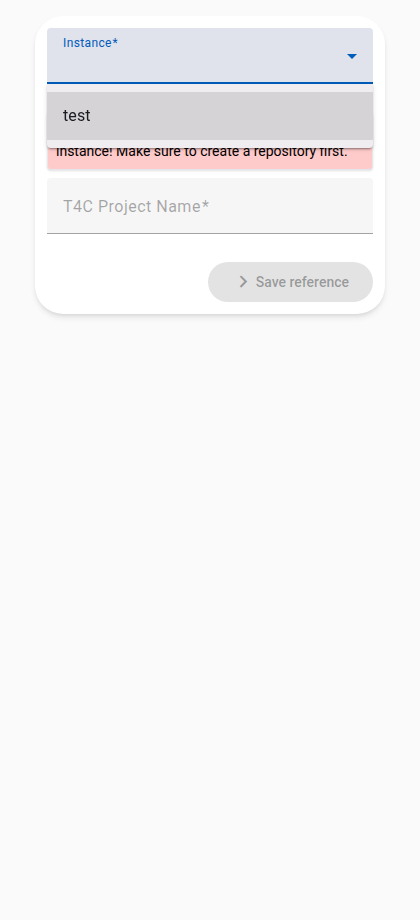 Instance*
test
Instance! Make sure to create a repository first.
T4C Project Name*
Save reference